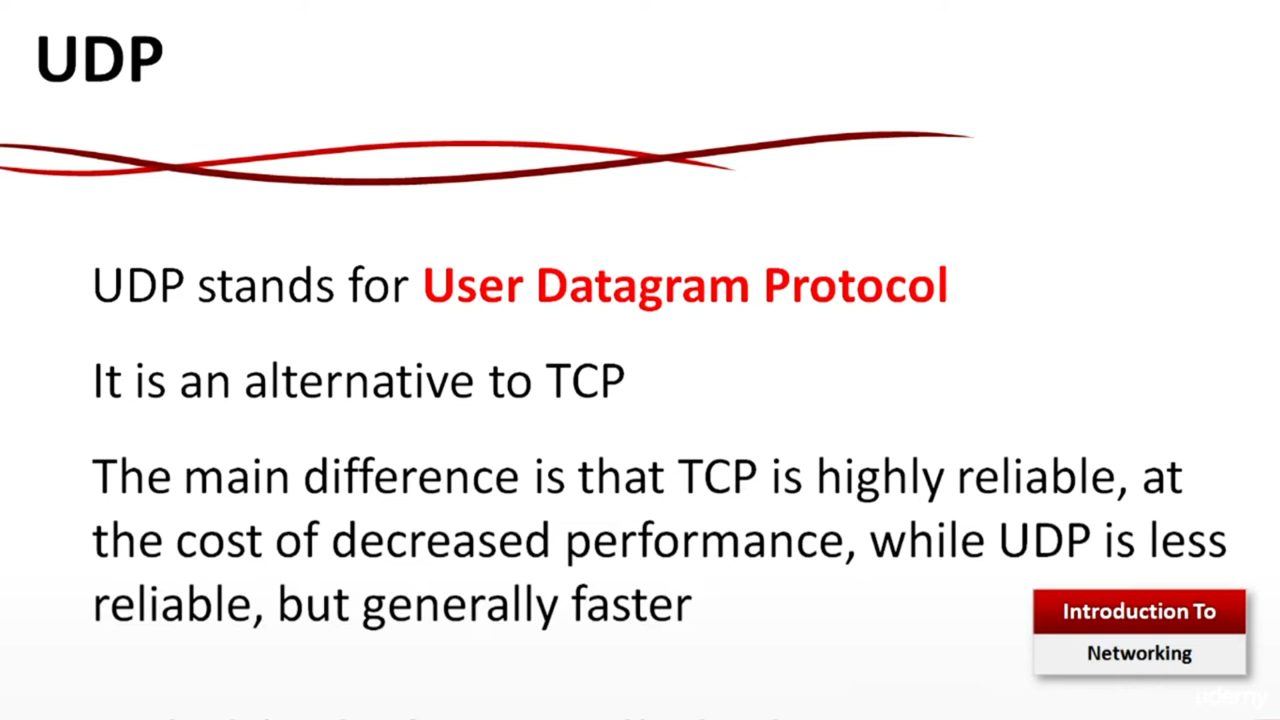 UDP
UDP stands for User Datagram Protocol
It is an alternative to TCP
The main difference is that TCP is highly reliable, at
the cost of decreased performance, while UDP is less
reliable, but generally faster
Introduction To
Networking
udemy